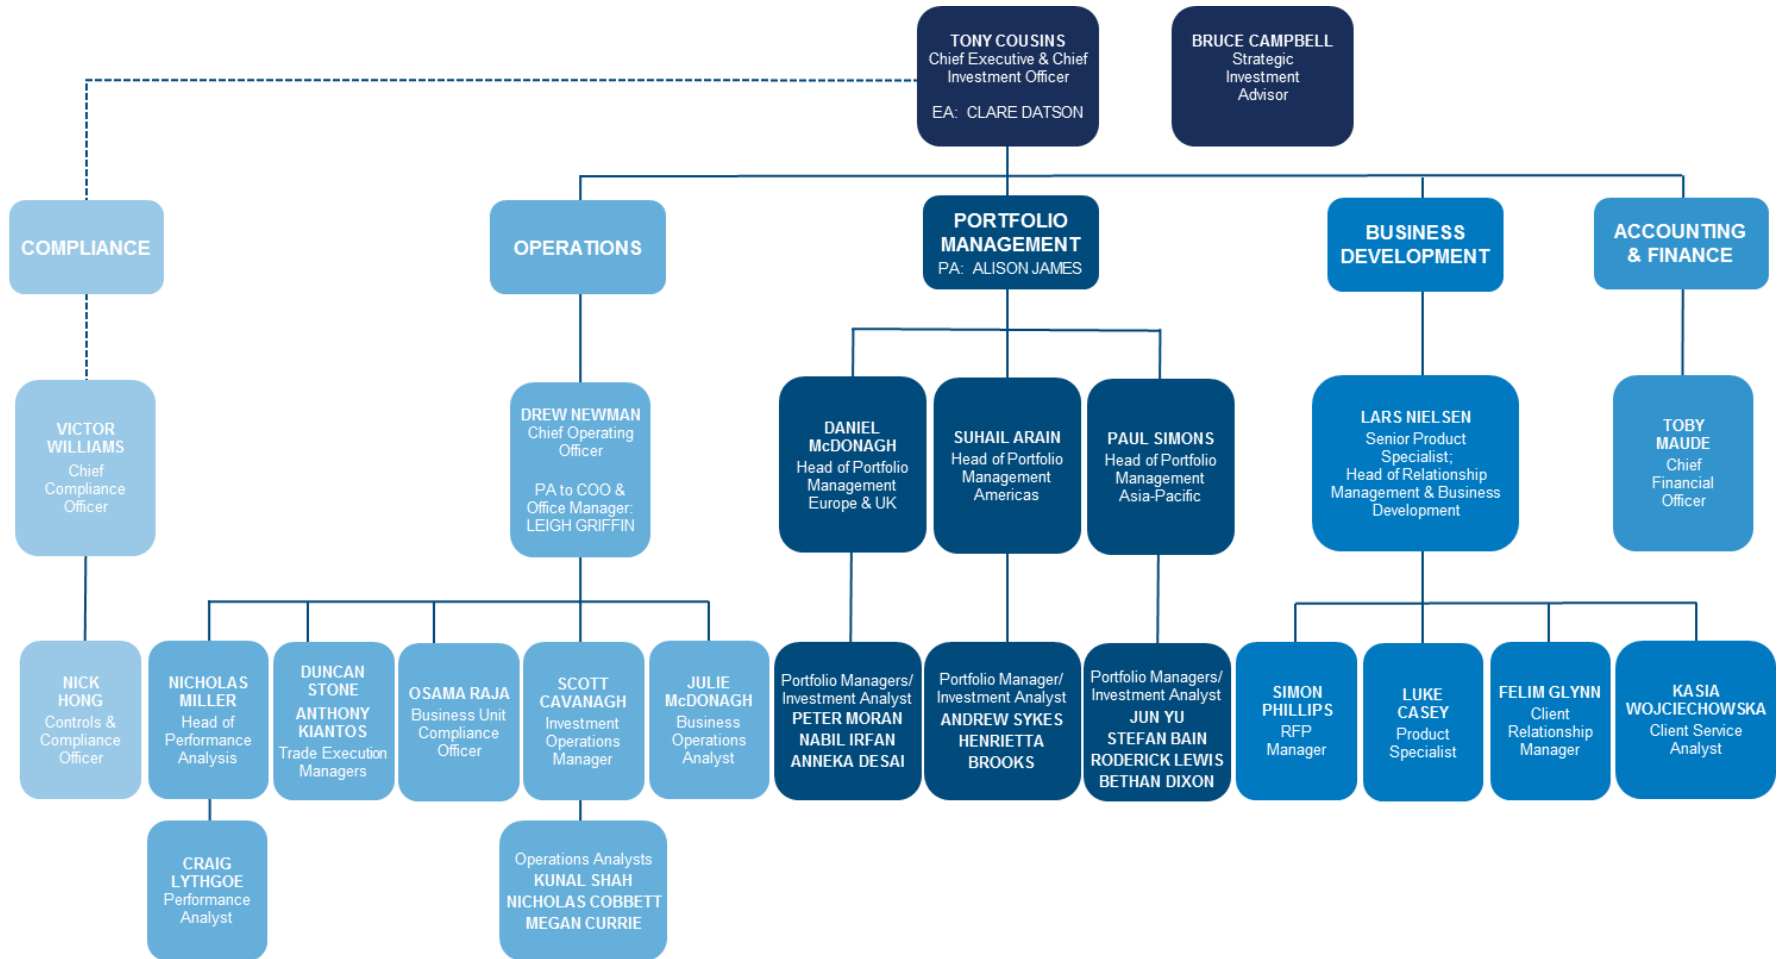 TONY COUSINS
Chief Executive & Chief
Investment Officer
EA: CLARE DATSON
BRUCE CAMPBELL
Strategic
Investment
Advisor
COMPLIANCE
OPERATIONS
PORTFOLIO
MANAGEMENT
PA: ALISON JAMES
BUSINESS
DEVELOPMENT
ACCOUNTING
& FINANCE
VICTOR
WILLIAMS
Chief
Compliance
Officer
DREW NEWMAN
Chief Operating
Officer
PA to COO &
Office Manager:
LEIGH GRIFFIN
DANIEL
McDONAGH
Head of Portfolio
Management
Europe & UK
SUHAIL ARAIN
Head of Portfolio
Management
Americas
PAUL SIMONS
Head of Portfolio
Management
Asia-Pacific
LARS NIELSEN
Senior Product
Specialist;
Head of Relationship
Management & Business
Development
TOBY
MAUDE
Chief
Financial
Officer
NICK
HONG
Controls &
Compliance
Officer
NICHOLAS
MILLER
Head of
Performance
Analysis
DUNCAN
STONE
ANTHONY
KIANTOS
Trade Execution
Managers
OSAMA RAJA
Business Unit
Compliance
Officer
SCOTT
CAVANAGH
Investment
Operations
Manager
JULIE
McDONAGH
Business
Operations
Analyst
Portfolio Managers/
Investment Analyst
PETER MORAN
NABIL IRFAN
ANNEKA DESAI
Portfolio Manager/
Investment Analyst
ANDREW SYKES
HENRIETTA
BROOKS
Portfolio Managers/
Investment Analyst
JUN YU
STEFAN BAIN
RODERICK LEWIS
BETHAN DIXON
SIMON
PHILLIPS
RFP
Manager
LUKE
CASEY
Product
Specialist
FELIM GLYNN
Client
Relationship
Manager
KASIA
WOJCIECHOWSKA
Client Service
Analyst
CRAIG
LYTHGOE
Performance
Analyst
Operations Analysts
KUNAL SHAH
NICHOLAS COBBETT
MEGAN CURRIE